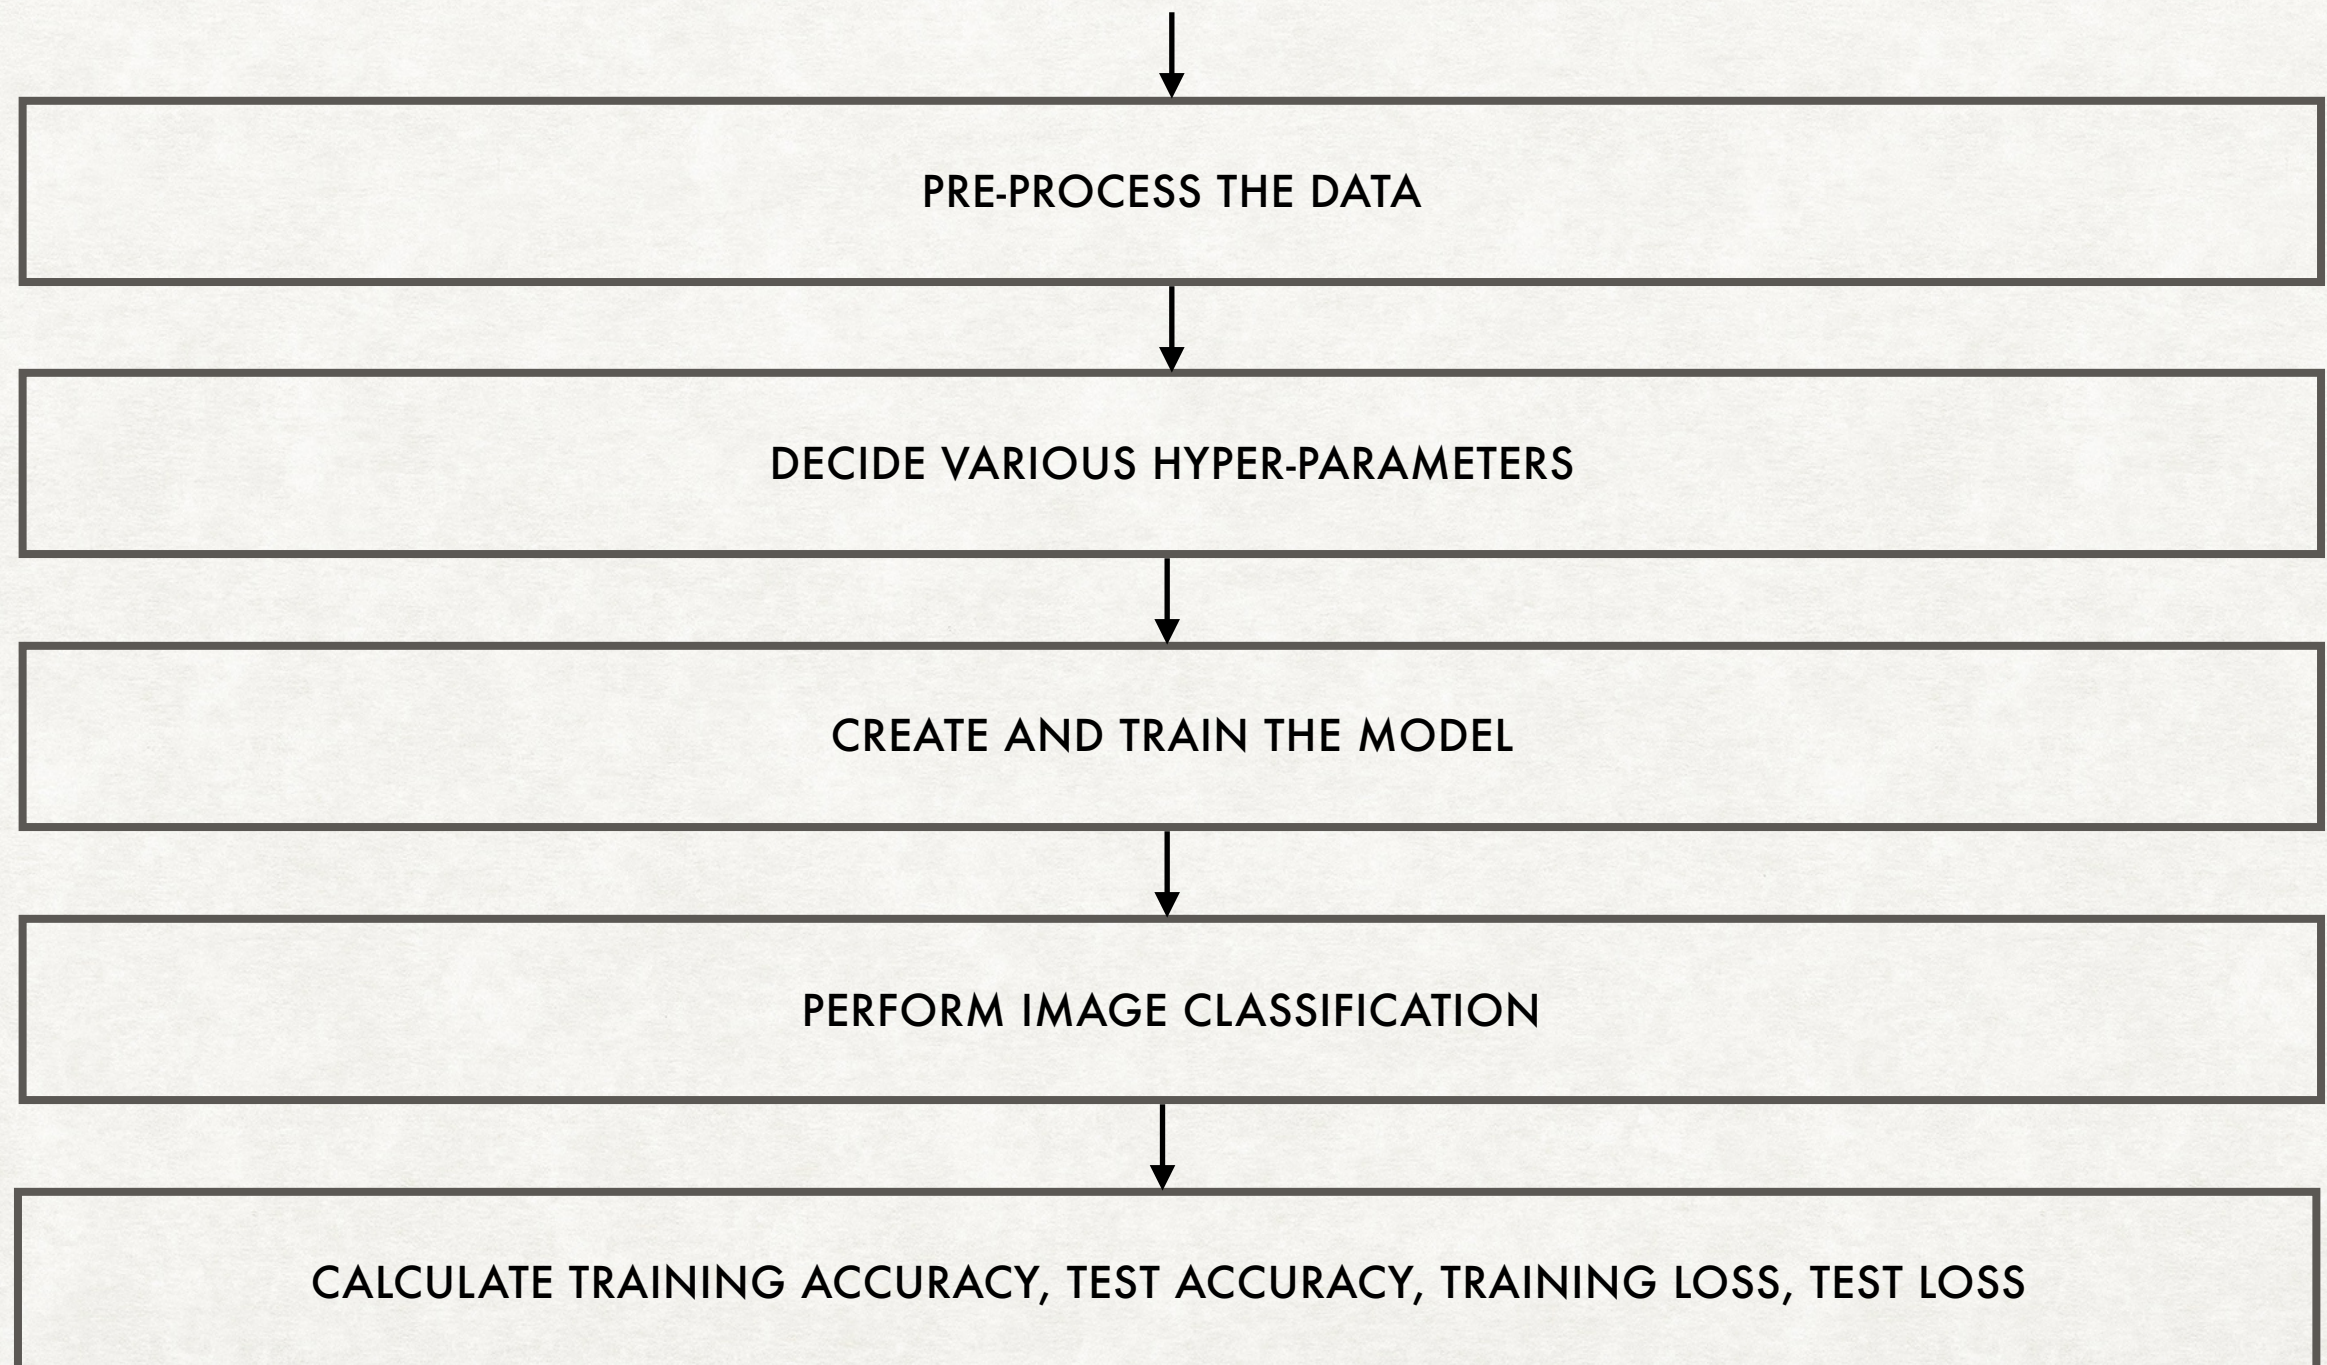 PRE-PROCESS THE DATA
DECIDE VARIOUS HYPER-PARAMETERS
CREATE AND TRAIN THE MODEL
PERFORM IMAGE CLASSIFICATION
CALCULATE TRAINING ACCURACY, TEST ACCURACY, TRAINING LOSS, TEST LOSS